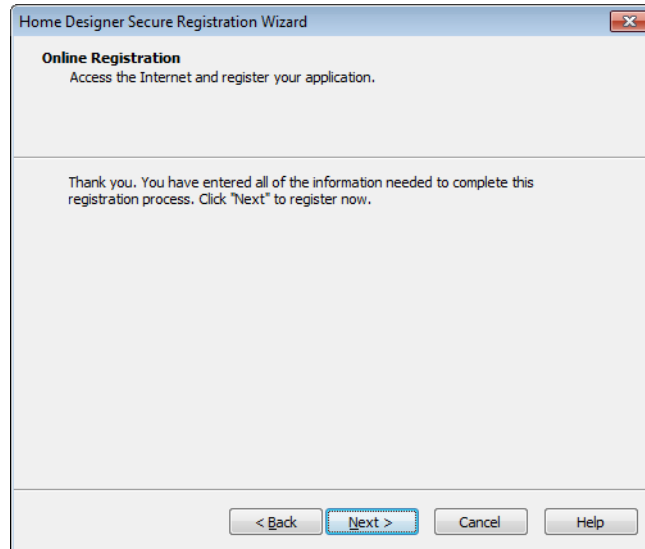 Home Designer Secure Registration Wizard
Online Registration
Access the Internet and register your application.
Thank you. You have entered all of the information needed to complete this
registration process. Click "Next" to register now.
< Back
Next >
Cancel
Help